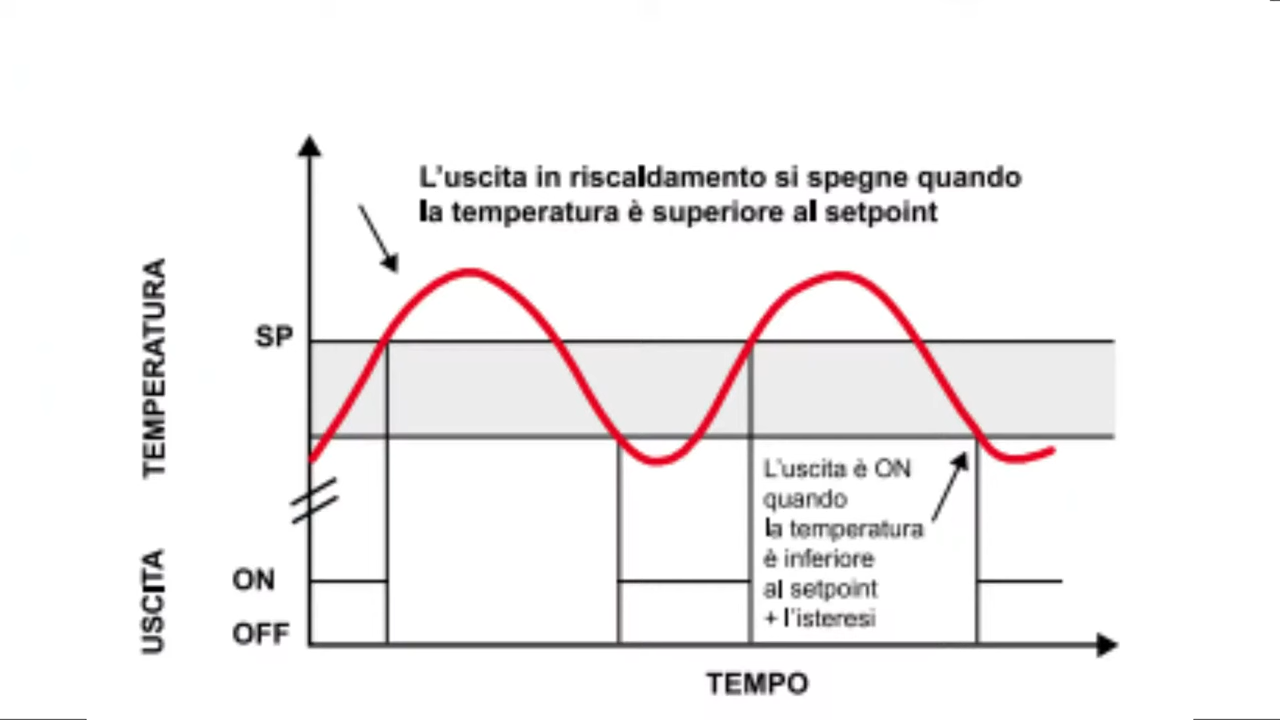 L'uscita in riscaldamento si spegne quando
la temperatura è superiore al setpoint
TEMPERATURA
SP
L'uscita è ON
quando
la temperatura
è inferiore
al setpoint
+ l'isteresi
USCITA
ON
OFF
TEMPO